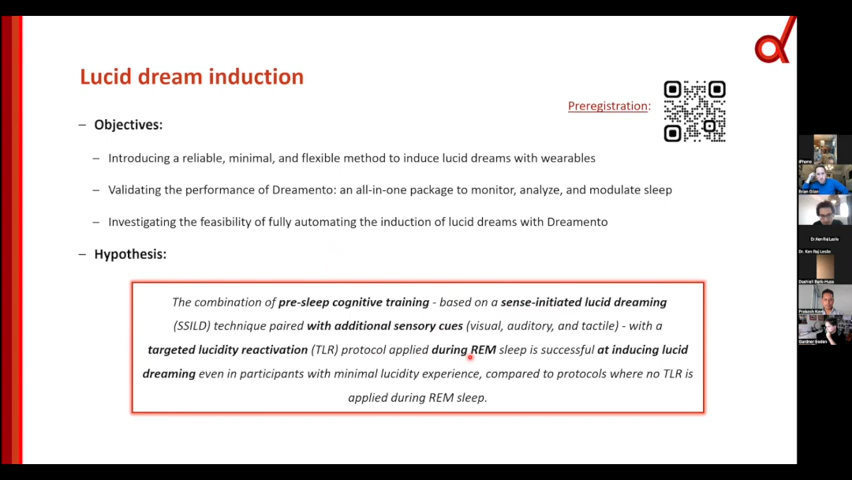 Lucid dream induction
Preregistration:
– Objectives:
– Introducing a reliable, minimal, and flexible method to induce lucid dreams with wearables
– Validating the performance of Dreamento: an all-in-one package to monitor, analyze, and modulate sleep
– Investigating the feasibility of fully automating the induction of lucid dreams with Dreamento
– Hypothesis:
The combination of pre-sleep cognitive training - based on a sense-initiated lucid dreaming
(SSILD) technique paired with additional sensory cues (visual, auditory, and tactile) - with a
targeted lucidity reactivation (TLR) protocol applied during REM sleep is successful at inducing lucid
dreaming even in participants with minimal lucidity experience, compared to protocols where no TLR is
applied during REM sleep.
iPhone
Dr. Ken Raj Leslie